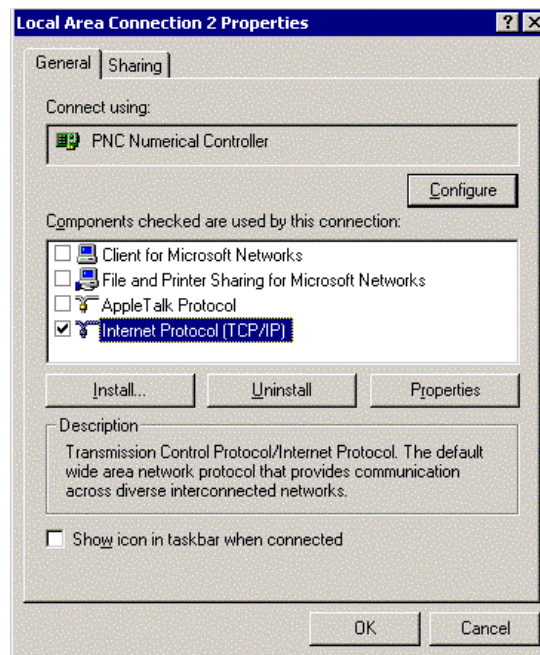 Local Area Connection 2 Properties
General Sharing
Connect using:
PNC Numerical Controller
Configure
Components checked are used by this connection:
Client for Microsoft Networks
File and Printer Sharing for Microsoft Networks
AppleTalk Protocol
Internet Protocol (TCP/IP)
Install... Uninstall Properties
Description
Transmission Control Protocol/Internet Protocol. The default
wide area network protocol that provides communication
across diverse interconnected networks.
Show icon in taskbar when connected
OK Cancel